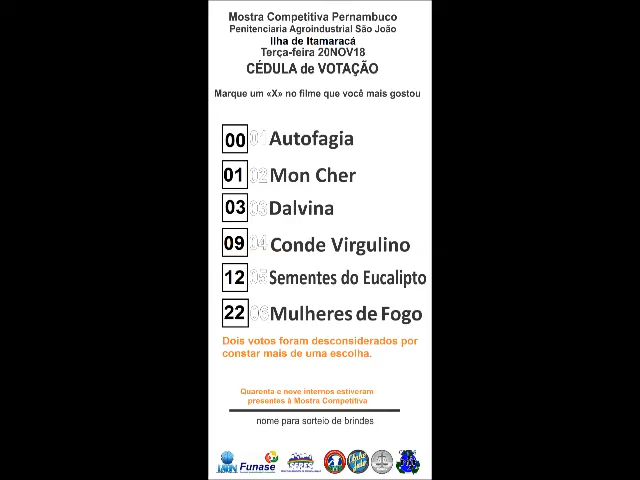 Mostra Competitiva Pernambuco
Penitenciaria Agroindustrial São João
Ilha de Itamaracá
Terça-feira 20NOV18
CÉDULA de VOTAÇÃO
Marque um «X» no filme que você mais gostou
00 01 Autofagia
01 02 Mon Cher
03 03 Dalvina
09 04 Conde Virgulino
12 05 Sementes do Eucalipto
22 06 Mulheres de Fogo
Dois votos foram desconsiderados por
constar mais de uma escolha.
Quarenta e nove internos estiveram
presentes à Mostra Competitiva
nome para sorteio de brindes
Funase
SERES